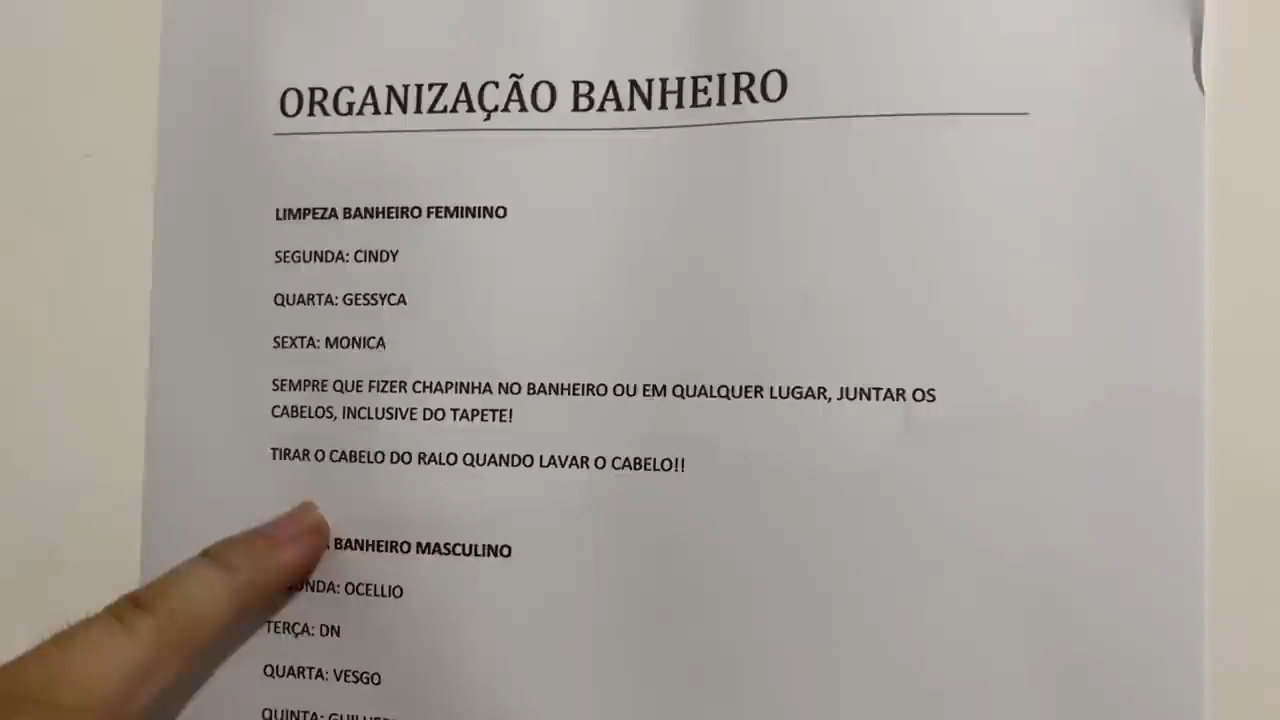 ORGANIZAÇÃO BANHEIRO
LIMPEZA BANHEIRO FEMININO
SEGUNDA: CINDY
QUARTA: GESSYCA
SEXTA: MONICA
SEMPRE QUE FIZER CHAPINHA NO BANHEIRO OU EM QUALQUER LUGAR, JUNTAR OS
CABELOS, INCLUSIVE DO TAPETE!
TIRAR O CABELO DO RALO QUANDO LAVAR O CABELO!!
BANHEIRO MASCULINO
OCELLIO
TERÇA: DN
QUARTA: VESGO
QUINTA: